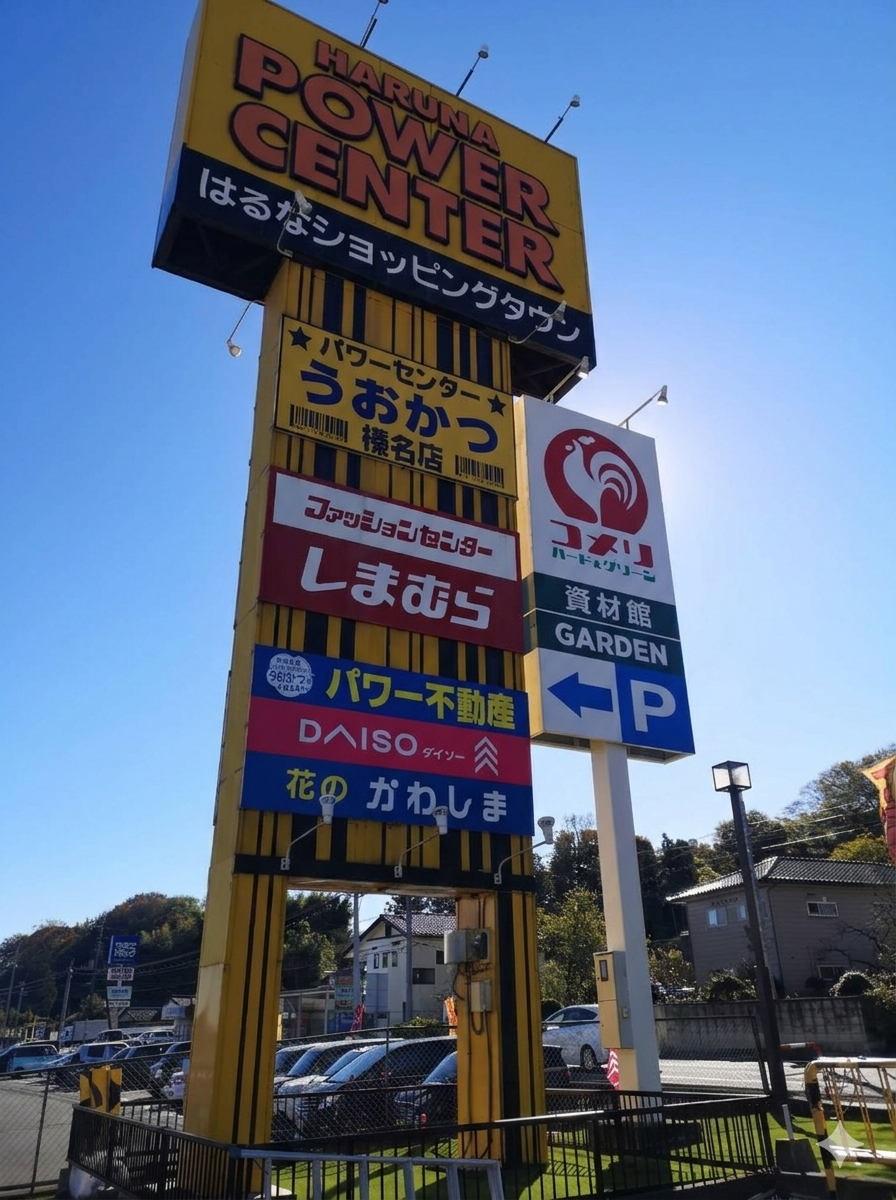 HARUNA
POWER
CENTER
はるなショッピングタウン
★パワーセンター★
うおかつ
榛名店
ファッションセンター
しまむら
パワー不動産
DAISO ダイソー
花の かわしま
コメリ
ハード&グリーン
資材館
GARDEN
P